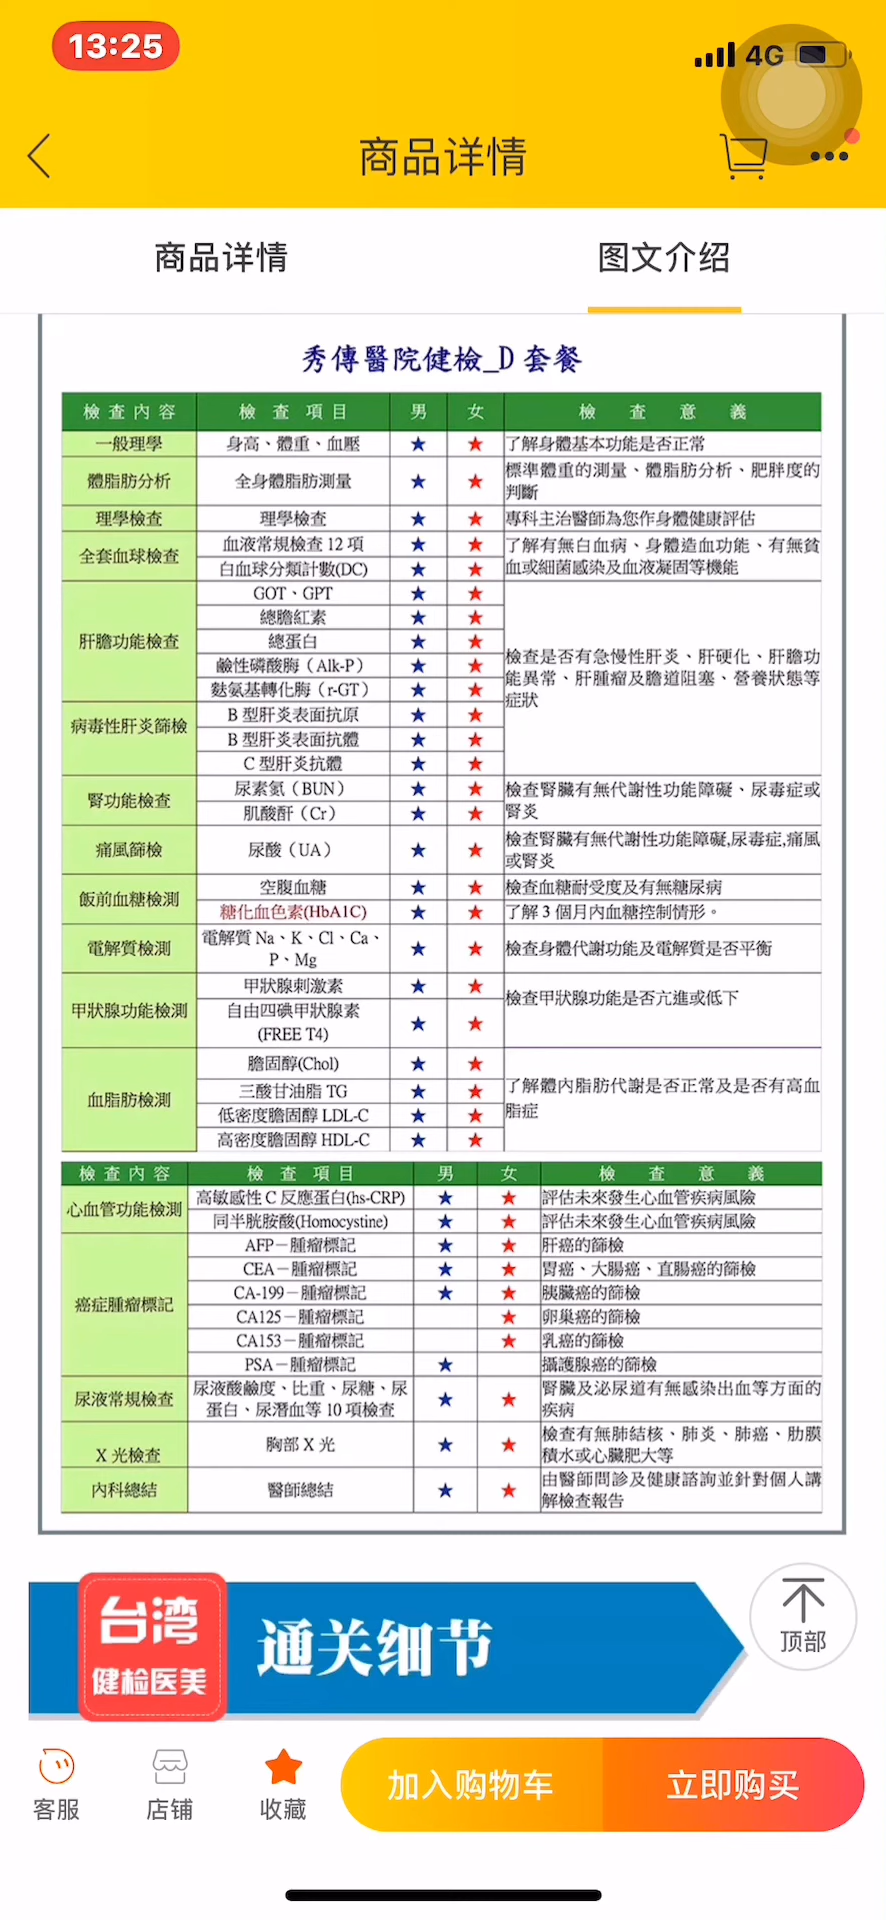 13:25
4G
商品详情
商品详情
图文介绍
秀傳醫院健檢_D 套餐
檢查內容 檢查項目 男 女 檢查意義
一般理學 身高、體重、血壓 ★ ★ 了解身體基本功能是否正常
體脂肪分析 全身體脂肪測量 ★ ★ 標準體重的測量、體脂肪分析、肥胖度的
判斷
理學檢查 理學檢查 ★ ★ 專科主治醫師為您作身體健康評估
全套血球檢查 血液常規檢查 12 項 ★ ★ 了解有無白血病、身體造血功能、有無貧
白血球分類計數(DC) ★ ★ 血或細菌感染及血液凝固等機能
肝膽功能檢查 GOT、GPT ★ ★
總膽紅素 ★ ★
總蛋白 ★ ★
鹼性磷酸脢（Alk-P） ★ ★ 檢查是否有急慢性肝炎、肝硬化、肝膽功
麩氨基轉化脢（r-GT） ★ ★ 能異常、肝腫瘤及膽道阻塞、營養狀態等
症狀
病毒性肝炎篩檢 B 型肝炎表面抗原 ★ ★
B 型肝炎表面抗體 ★ ★
C 型肝炎抗體 ★ ★
腎功能檢查 尿素氮（BUN） ★ ★ 檢查腎臟有無代謝性功能障礙、尿毒症或
肌酸酐（Cr） ★ ★ 腎炎
痛風篩檢 尿酸（UA） ★ ★ 檢查腎臟有無代謝性功能障礙,尿毒症,痛風
或腎炎
飯前血糖檢測 空腹血糖 ★ ★ 檢查血糖耐受度及有無糖尿病
糖化血色素(HbA1C) ★ ★ 了解 3 個月內血糖控制情形。
電解質檢測 電解質 Na、K、Cl、Ca、
P、Mg ★ ★ 檢查身體代謝功能及電解質是否平衡
甲狀腺功能檢測 甲狀腺刺激素 ★ ★ 檢查甲狀腺功能是否亢進或低下
自由四碘甲狀腺素
(FREE T4) ★ ★
血脂肪檢測 膽固醇(Chol) ★ ★
三酸甘油脂 TG ★ ★ 了解體內脂肪代謝是否正常及是否有高血
低密度膽固醇 LDL-C ★ ★ 脂症
高密度膽固醇 HDL-C ★ ★
檢查內容 檢查項目 男 女 檢查意義
心血管功能檢測 高敏感性 C 反應蛋白(hs-CRP) ★ ★ 評估未來發生心血管疾病風險
同半胱胺酸(Homocystine) ★ ★ 評估未來發生心血管疾病風險
癌症腫瘤標記 AFP－腫瘤標記 ★ ★ 肝癌的篩檢
CEA－腫瘤標記 ★ ★ 胃癌、大腸癌、直腸癌的篩檢
CA-199－腫瘤標記 ★ ★ 胰臟癌的篩檢
CA125－腫瘤標記 ★ 卵巢癌的篩檢
CA153－腫瘤標記 ★ 乳癌的篩檢
PSA－腫瘤標記 ★ 攝護腺癌的篩檢
尿液常規檢查 尿液酸鹼度、比重、尿糖、尿
蛋白、尿潛血等 10 項檢查 ★ ★ 腎臟及泌尿道有無感染出血等方面的
疾病
X 光檢查 胸部 X 光 ★ ★ 檢查有無肺結核、肺炎、肺癌、肋膜
積水或心臟肥大等
內科總結 醫師總結 ★ ★ 由醫師問診及健康諮詢並針對個人講
解檢查報告
台湾
健检医美
通关细节
顶部
客服
店铺
收藏
加入购物车
立即购买